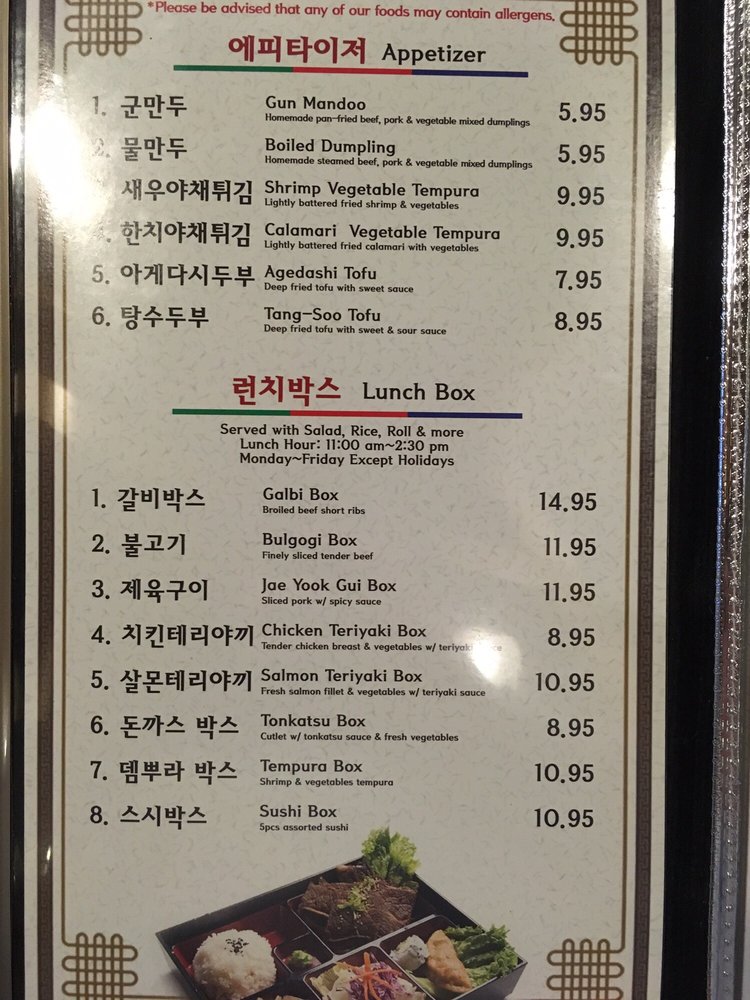 *Please be advised that any of our foods may contain allergens.
에피타이저 Appetizer
1. 군만두 Gun Mandoo 5.95
Homemade pan-fried beef, pork & vegetable mixed dumplings
2. 물만두 Boiled Dumpling 5.95
Homemade steamed beef, pork & vegetable mixed dumplings
새우야채튀김 Shrimp Vegetable Tempura 9.95
Lightly battered fried shrimp & vegetables
한치야채튀김 Calamari Vegetable Tempura 9.95
Lightly battered fried calamari with vegetables
5. 아게다시두부 Agedashi Tofu 7.95
Deep fried tofu with sweet sauce
6. 탕수두부 Tang-Soo Tofu 8.95
Deep fried tofu with sweet & sour sauce
런치박스 Lunch Box
Served with Salad, Rice, Roll & more
Lunch Hour: 11:00 am~2:30 pm
Monday~Friday Except Holidays
1. 갈비박스 Galbi Box 14.95
Broiled beef short ribs
2. 불고기 Bulgogi Box 11.95
Finely sliced tender beef
3. 제육구이 Jae Yook Gui Box 11.95
Sliced pork w/ spicy sauce
4. 치킨테리야끼 Chicken Teriyaki Box 8.95
Tender chicken breast & vegetables w/ teriyaki sauce
5. 살몬테리야끼 Salmon Teriyaki Box 10.95
Fresh salmon fillet & vegetables w/ teriyaki sauce
6. 돈까스 박스 Tonkatsu Box 8.95
Cutlet w/ tonkatsu sauce & fresh vegetables
7. 뎀뿌라 박스 Tempura Box 10.95
Shrimp & vegetables tempura
8. 스시박스 Sushi Box 10.95
5pcs assorted sushi